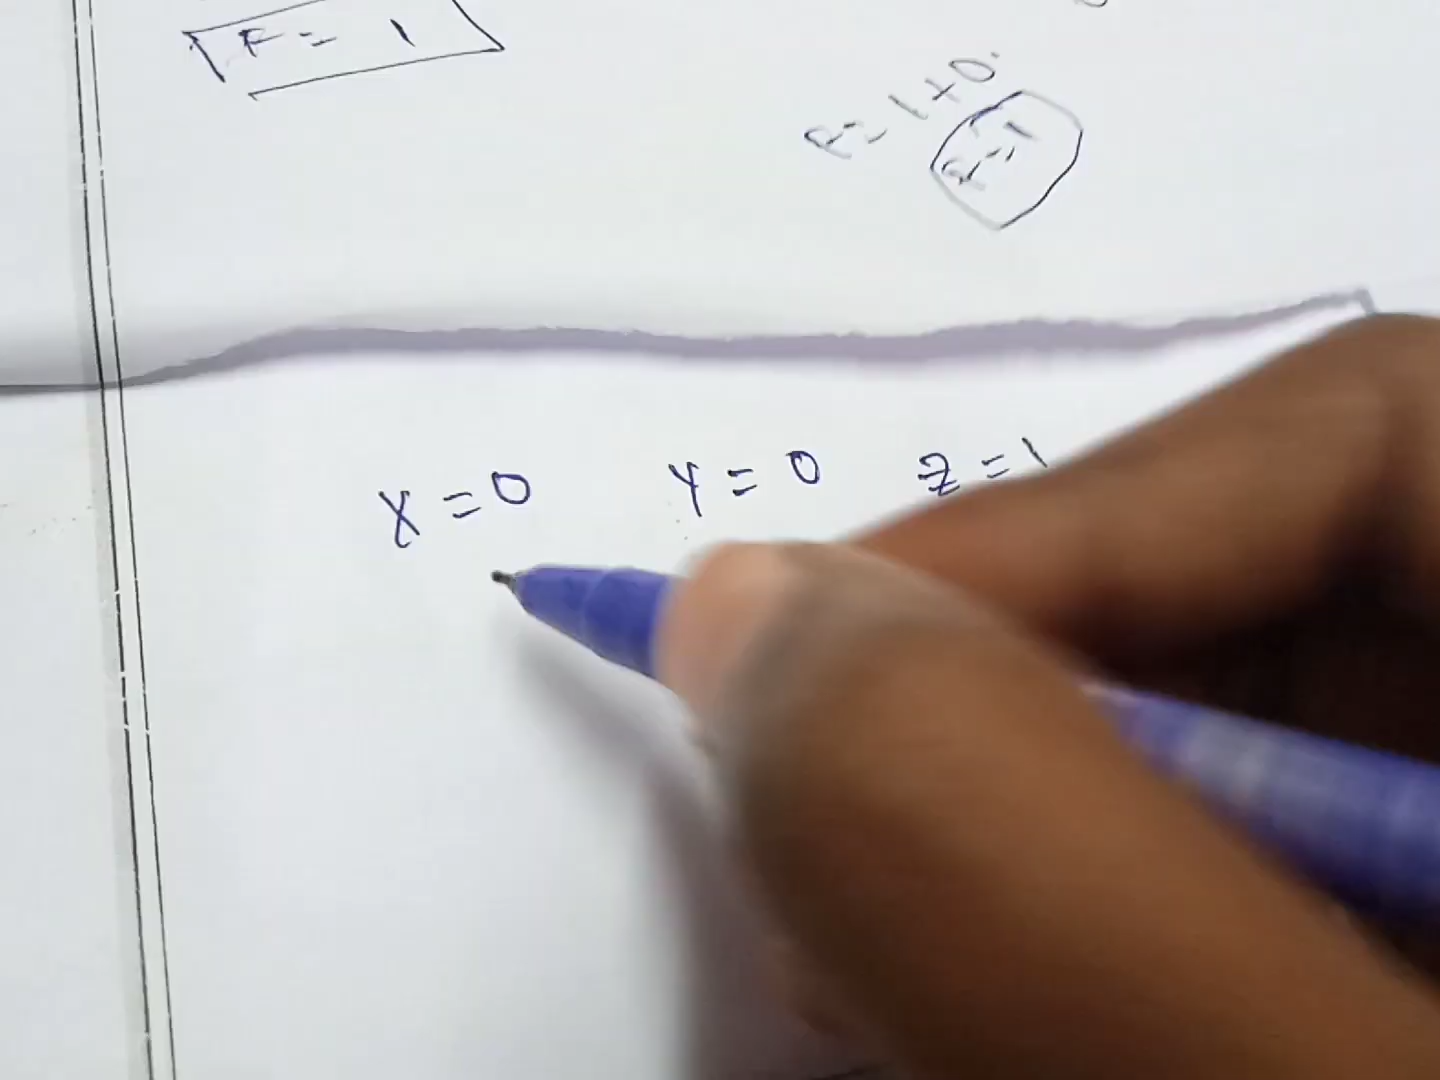 F = 1
F = 1 + 0.
F = 1
X = 0 Y = 0 Z = 1